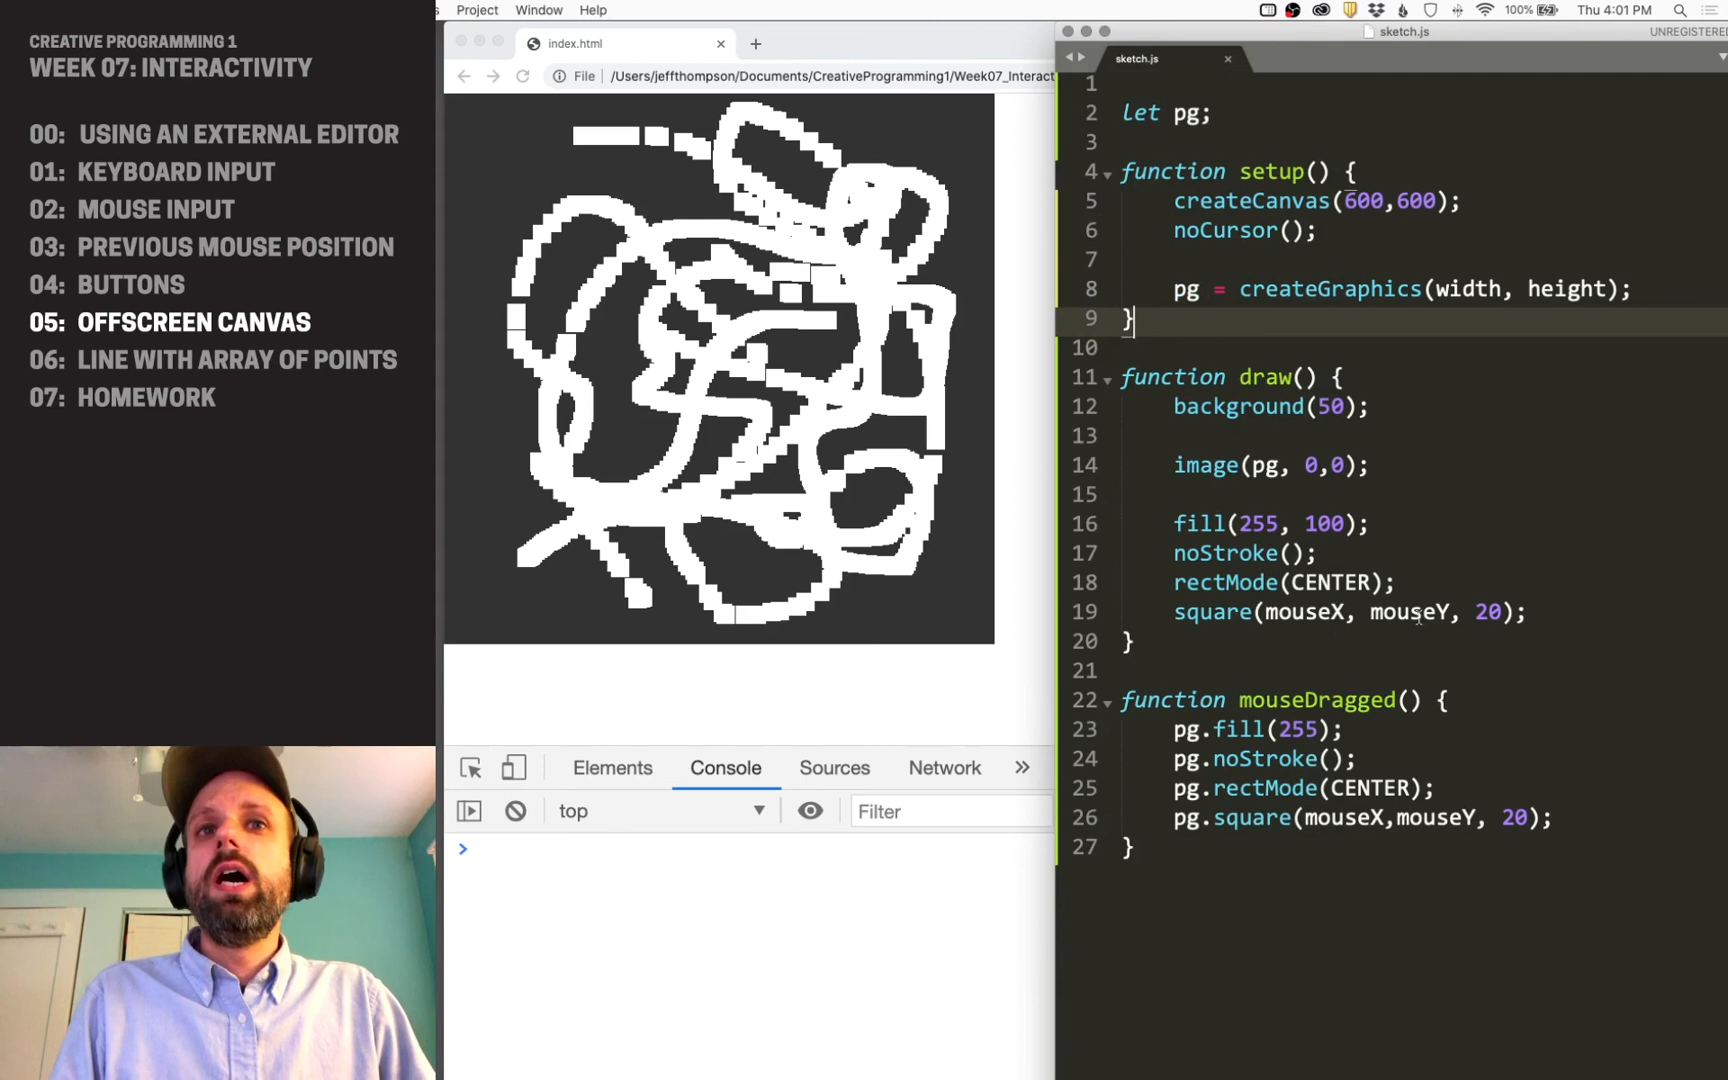 CREATIVE PROGRAMMING 1
WEEK 07: INTERACTIVITY
00: USING AN EXTERNAL EDITOR
01: KEYBOARD INPUT
02: MOUSE INPUT
03: PREVIOUS MOUSE POSITION
04: BUTTONS
05: OFFSCREEN CANVAS
06: LINE WITH ARRAY OF POINTS
07: HOMEWORK
Project Window Help
100% Thu 4:01 PM
index.html
File | /Users/jeffthompson/Documents/CreativeProgramming1/Week07_Interact
Elements Console Sources Network »
top Filter
>
sketch.js UNREGISTERED
sketch.js
1
2 let pg;
3
4 function setup() {
5 createCanvas(600,600);
6 noCursor();
7
8 pg = createGraphics(width, height);
9 }
10
11 function draw() {
12 background(50);
13
14 image(pg, 0,0);
15
16 fill(255, 100);
17 noStroke();
18 rectMode(CENTER);
19 square(mouseX, mouseY, 20);
20 }
21
22 function mouseDragged() {
23 pg.fill(255);
24 pg.noStroke();
25 pg.rectMode(CENTER);
26 pg.square(mouseX,mouseY, 20);
27 }